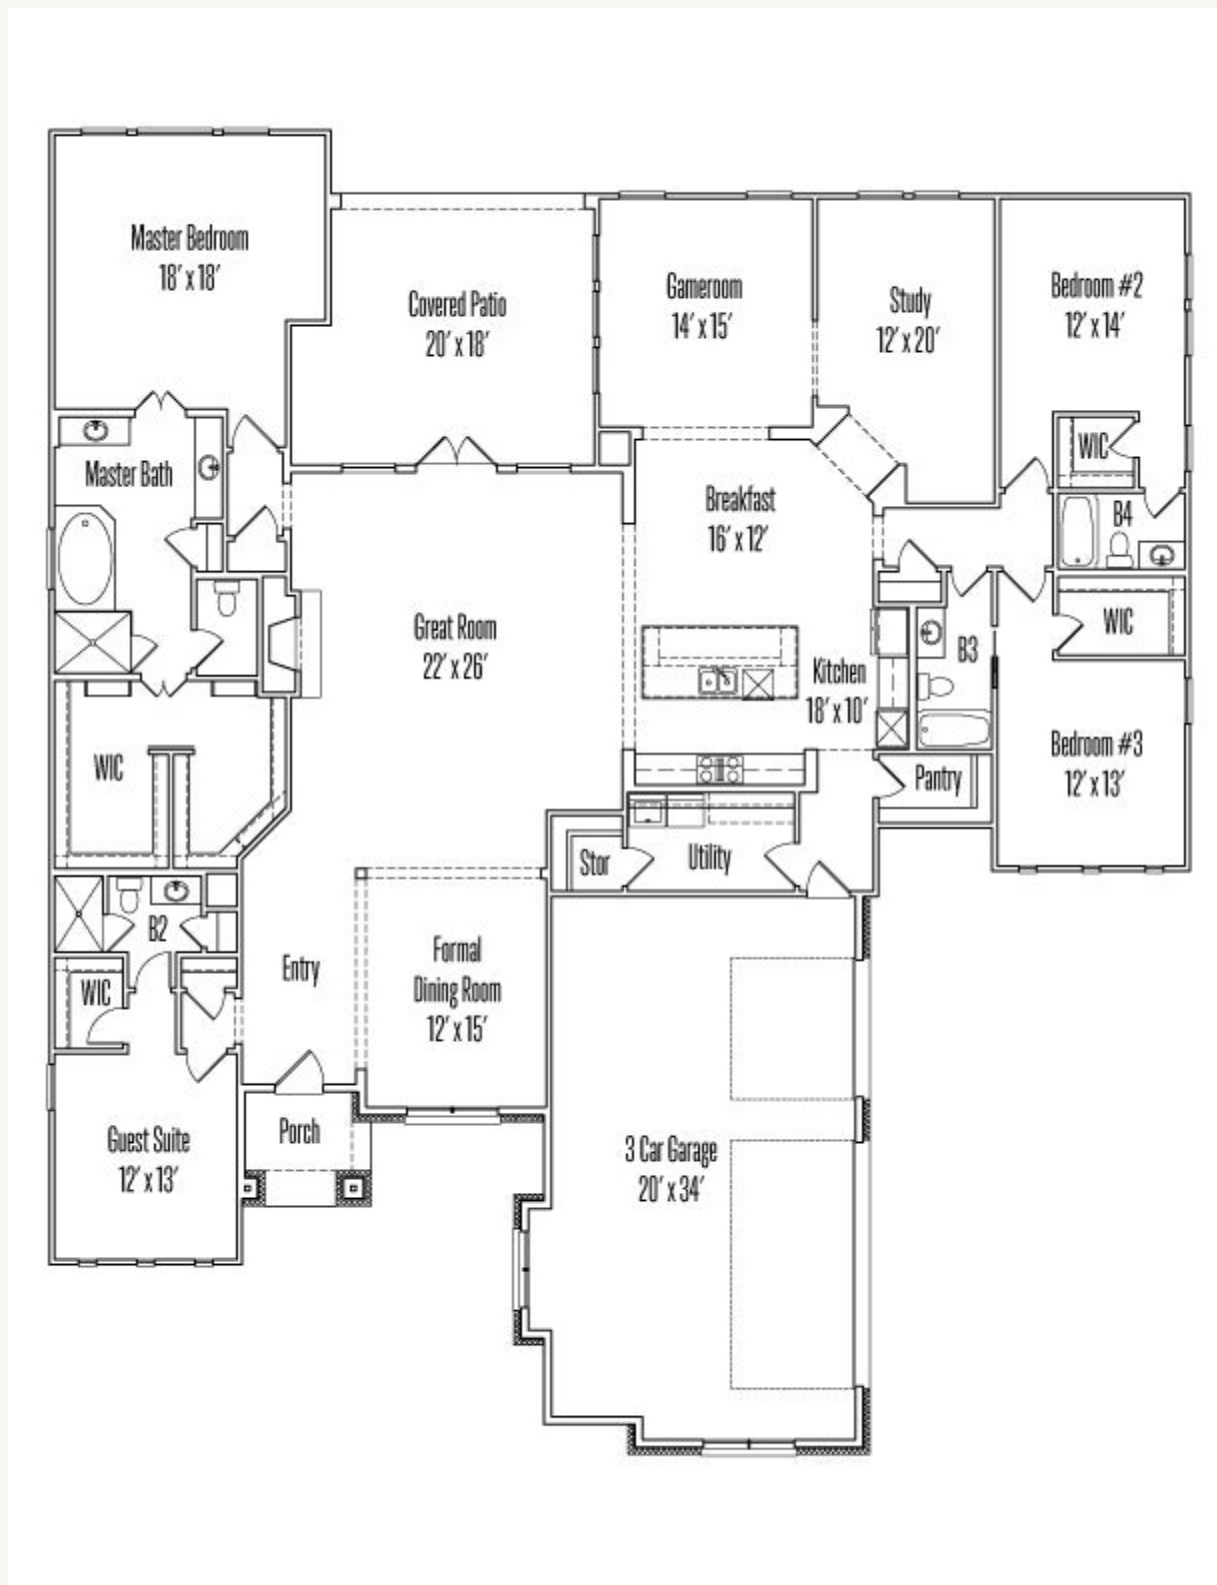 Master Bedroom
18' x 18'
Covered Patio
20' x 18'
Gameroom
14' x 15'
Study
12' x 20'
Bedroom #2
12' x 14'
WIC
Master Bath
Breakfast
16' x 12'
B4
Great Room
22' x 26'
WIC
B3
Kitchen
18' x 10'
WIC
Bedroom #3
12' x 13'
Pantry
Stor
Utility
B2
Entry
Formal
Dining Room
12' x 15'
WIC
Porch
Guest Suite
12' x 13'
3 Car Garage
20' x 34'